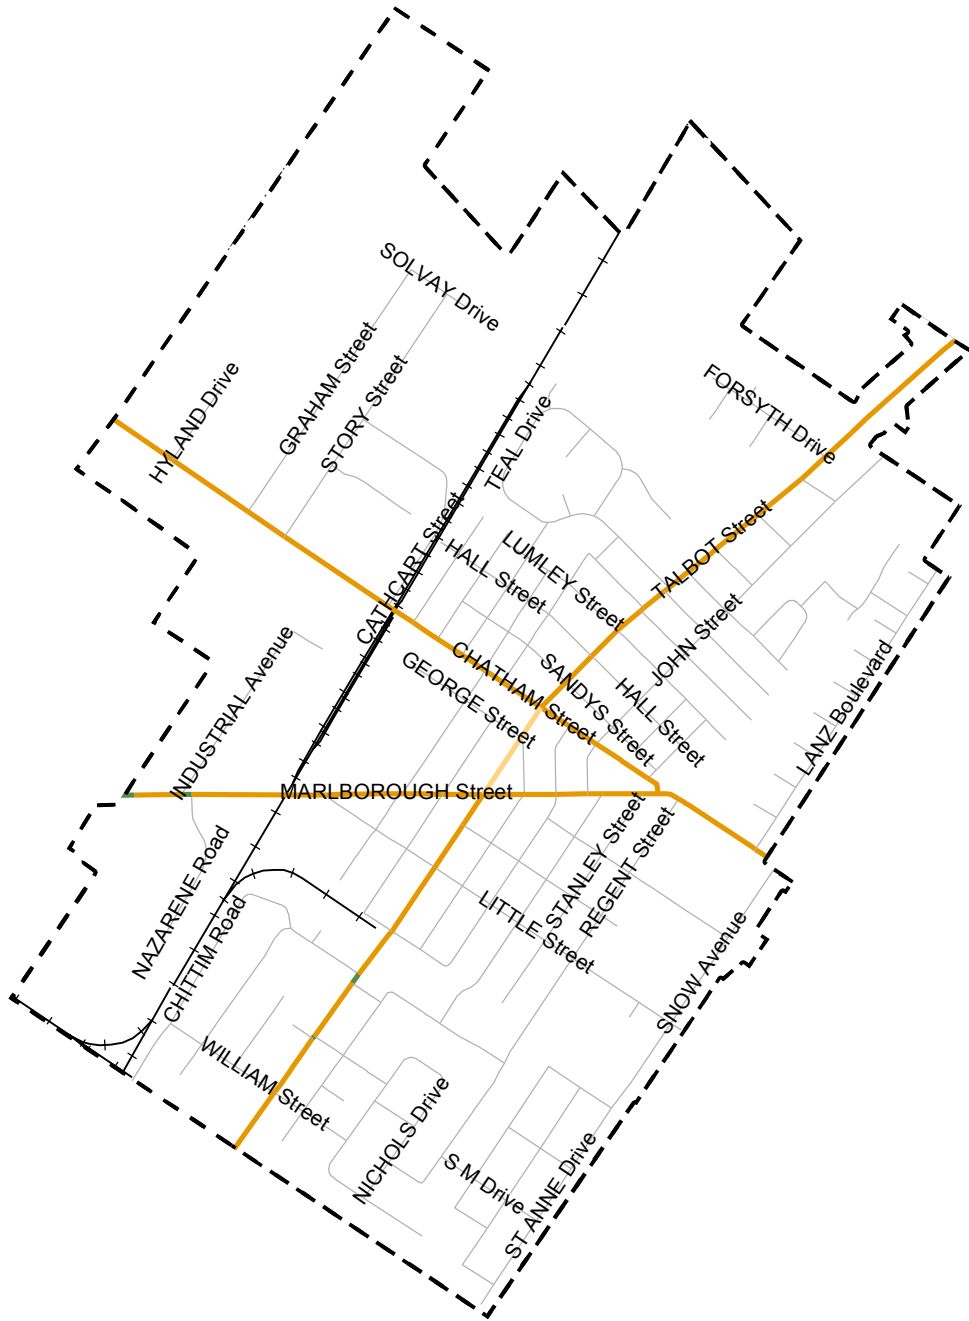 SOLVAY Drive
GRAHAM Street
STORY Street
HYLAND Drive
FORSYTH Drive
TEAL Drive
CATHCART Street
HALL Street
LUMLEY Street
TALBOT Street
JOHN Street
CHATHAM Street
SANDYS Street
GEORGE Street
HALL Street
INDUSTRIAL Avenue
LANZ Boulevard
MARLBOROUGH Street
STANLEY Street
REGENT Street
NAZARENE Road
CHITTIM Road
LITTLE Street
SNOW Avenue
WILLIAM Street
NICHOLS Drive
S M Drive
ST ANNE Drive